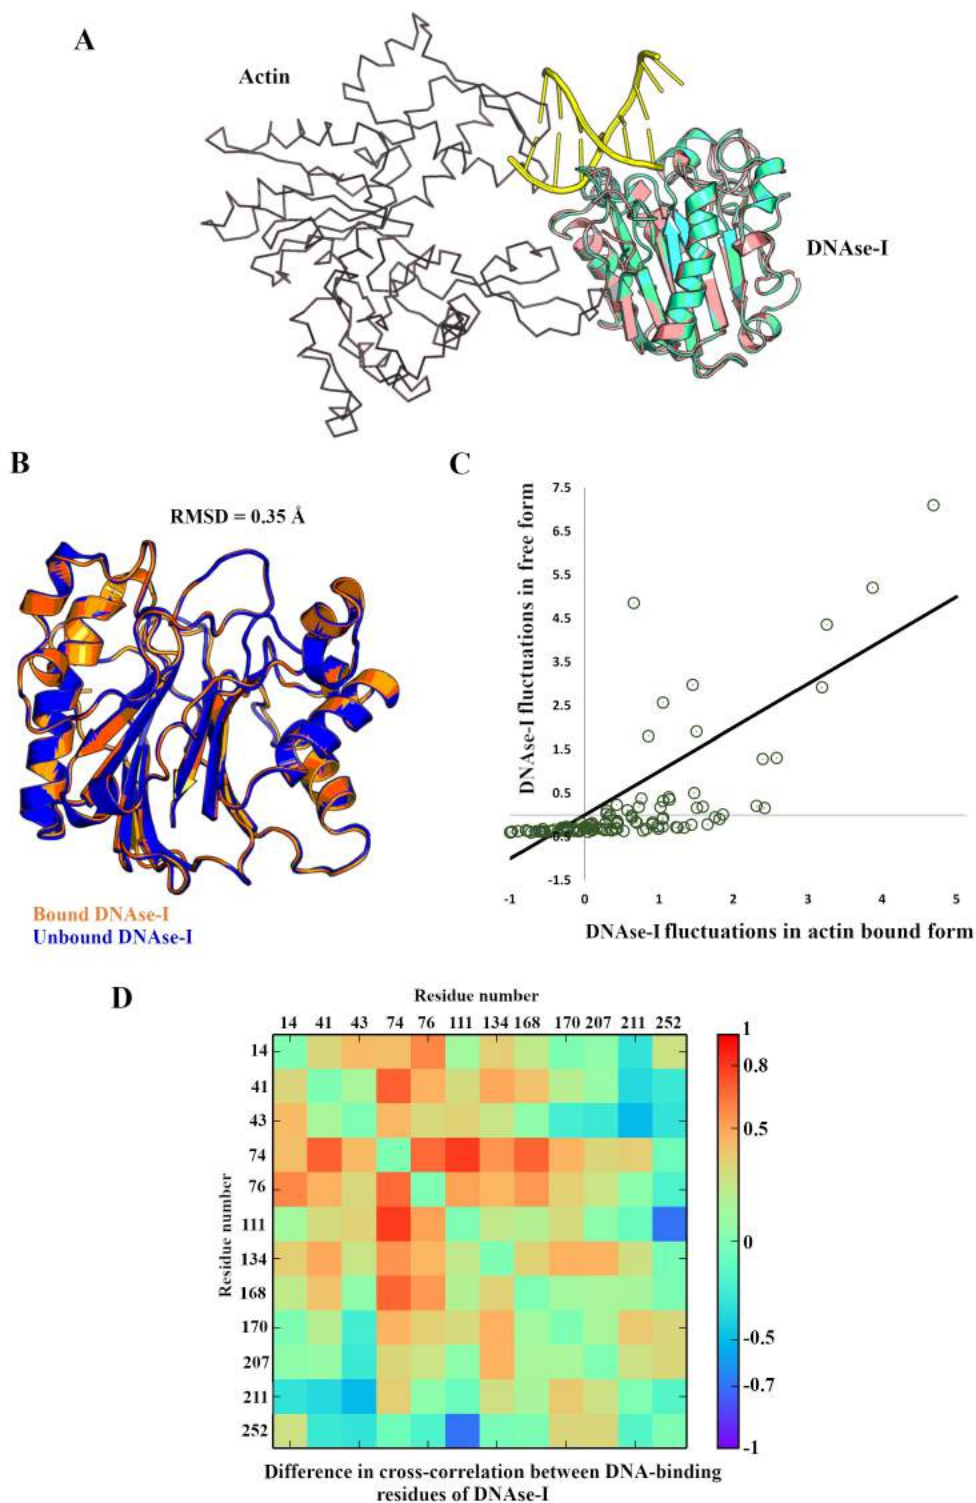 A
Actin
DNAse-I
B
RMSD = 0.35 Å
Bound DNAse-I
Unbound DNAse-I
C
DNAse-I fluctuations in free form
7.5
6.5
5.5
4.5
3.5
2.5
1.5
0.5
-0.5
-1.5
-1 0 1 2 3 4 5
DNAse-I fluctuations in actin bound form
D
Residue number
14 41 43 74 76 111 134 168 170 207 211 252
Residue number
14
41
43
74
76
111
134
168
170
207
211
252
1
0.8
0.5
0
-0.5
-0.7
-1
Difference in cross-correlation between DNA-binding
residues of DNAse-I